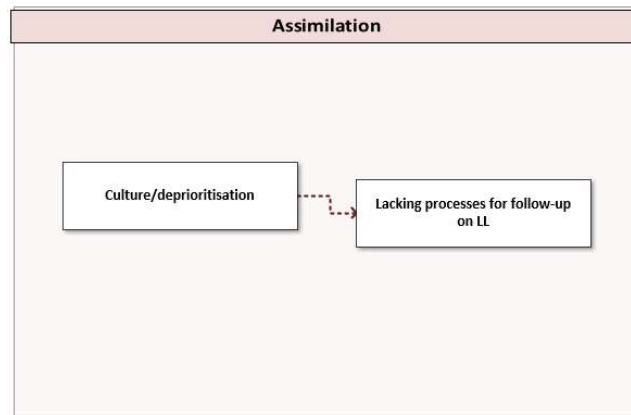 Assimilation
Culture/deprioritisation
Lacking processes for follow-up
on LL